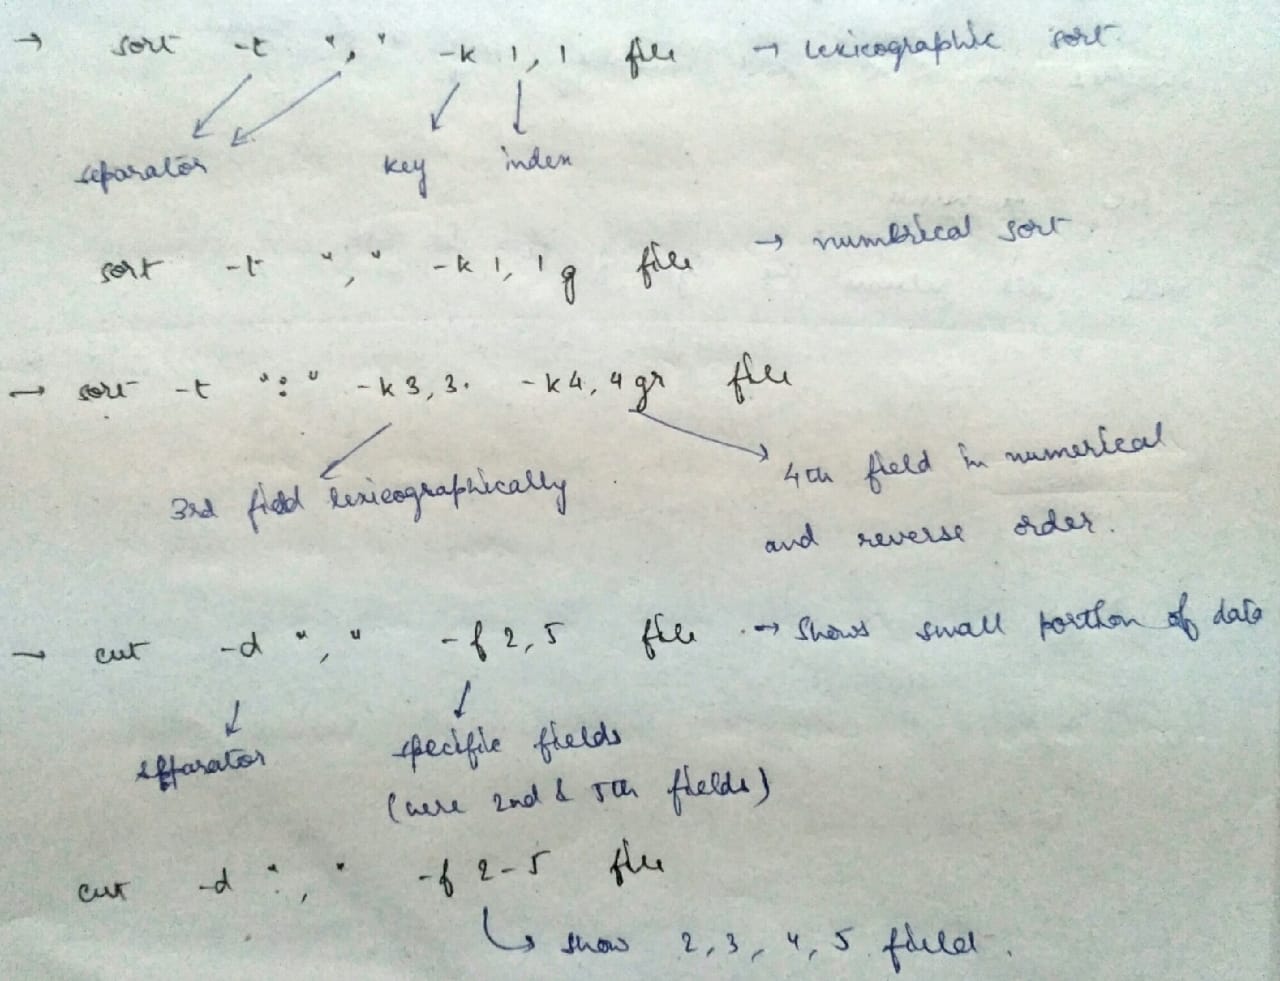 → sort -t "," -k 1,1 file → lexicographic sort
separator key index
sort -t "," -k 1,1g file → numerical sort.
→ sort -t ":" -k 3,3. -k 4,4gr file
3rd field lexicographically
4th field in numerical
and reverse order.
→ cut -d "," -f 2,5 file → shows small portion of data
separator
specific fields
(here 2nd & 5th fields)
cut -d "," -f 2-5 file
show 2,3,4,5 field.